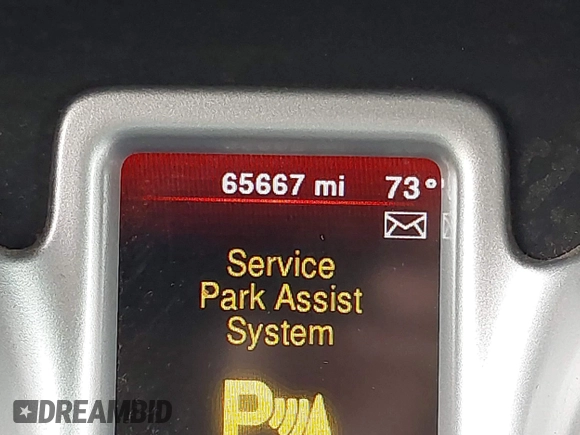 65667 mi 73°
Service
Park Assist
System
P
DREAMBID